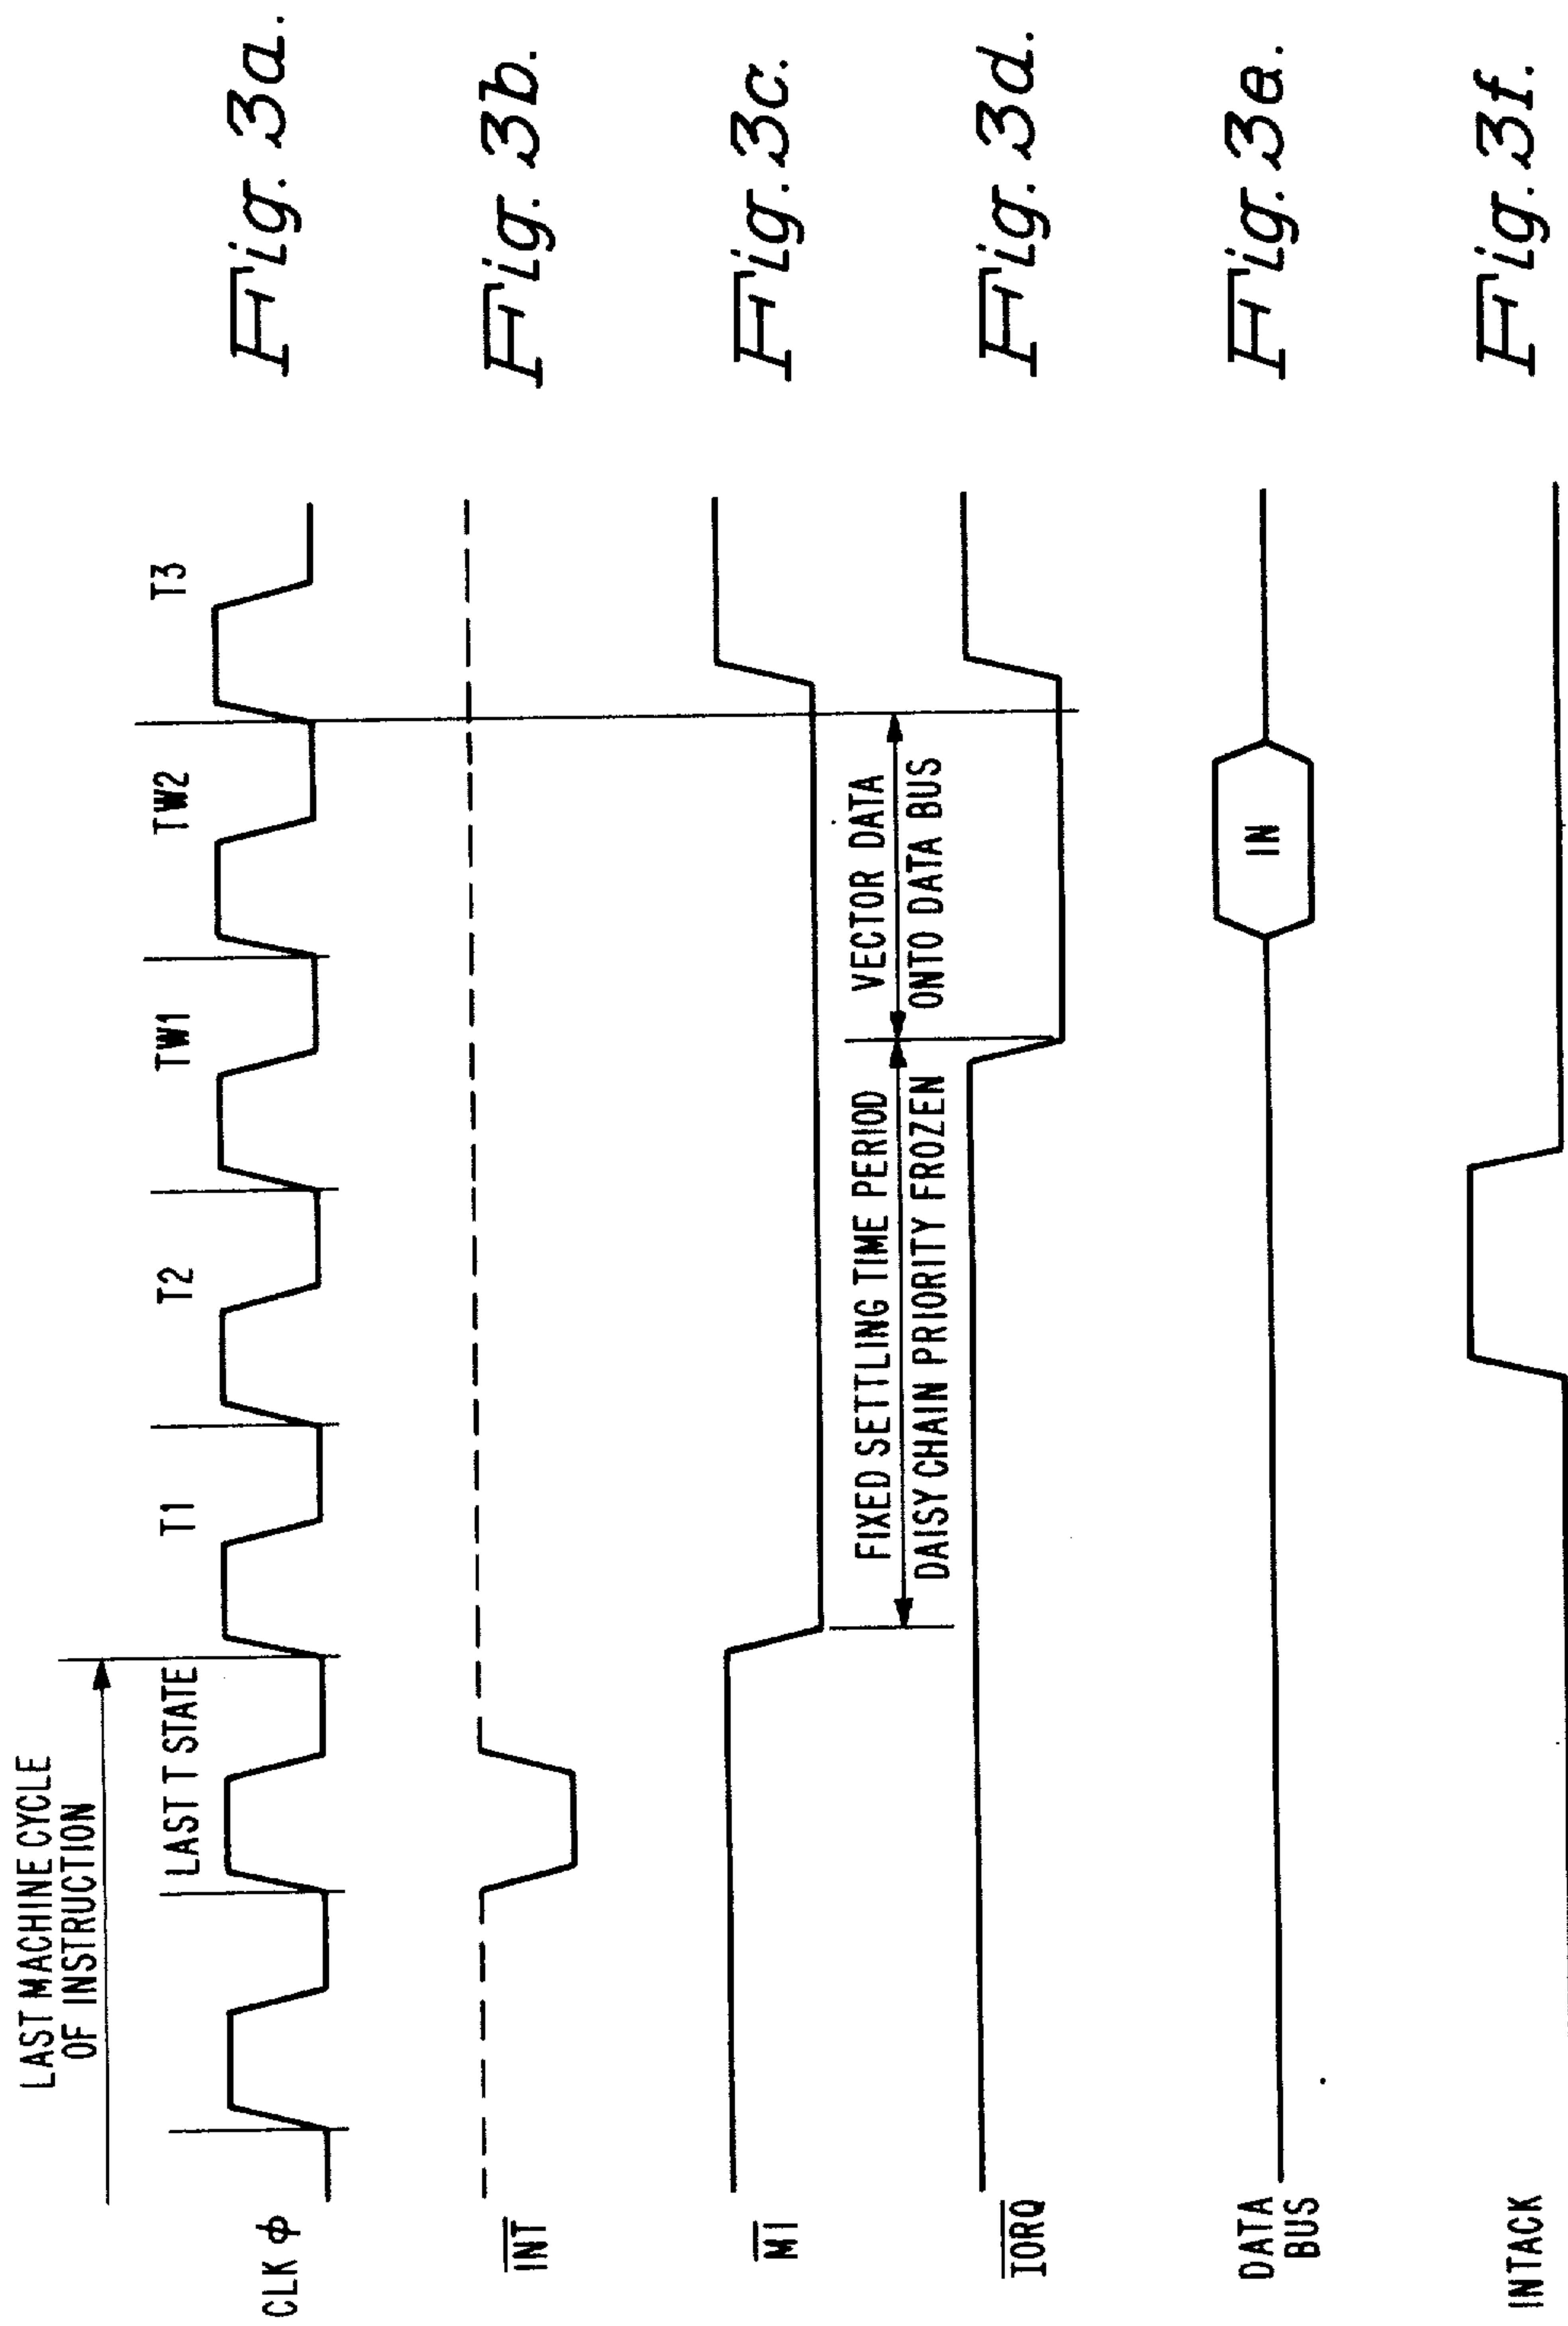 LAST MACHINE CYCLE
OF INSTRUCTION
CLK φ
LAST T STATE
T1
T2
TW1
TW2
T3
Fig. 3a.
INT
Fig. 3b.
M1
Fig. 3c.
FIXED SETTLING TIME PERIOD
DAISY CHAIN PRIORITY FROZEN
VECTOR DATA
ONTO DATA BUS
IORQ
Fig. 3d.
DATA
BUS
IN
Fig. 3e.
INTACK
Fig. 3f.